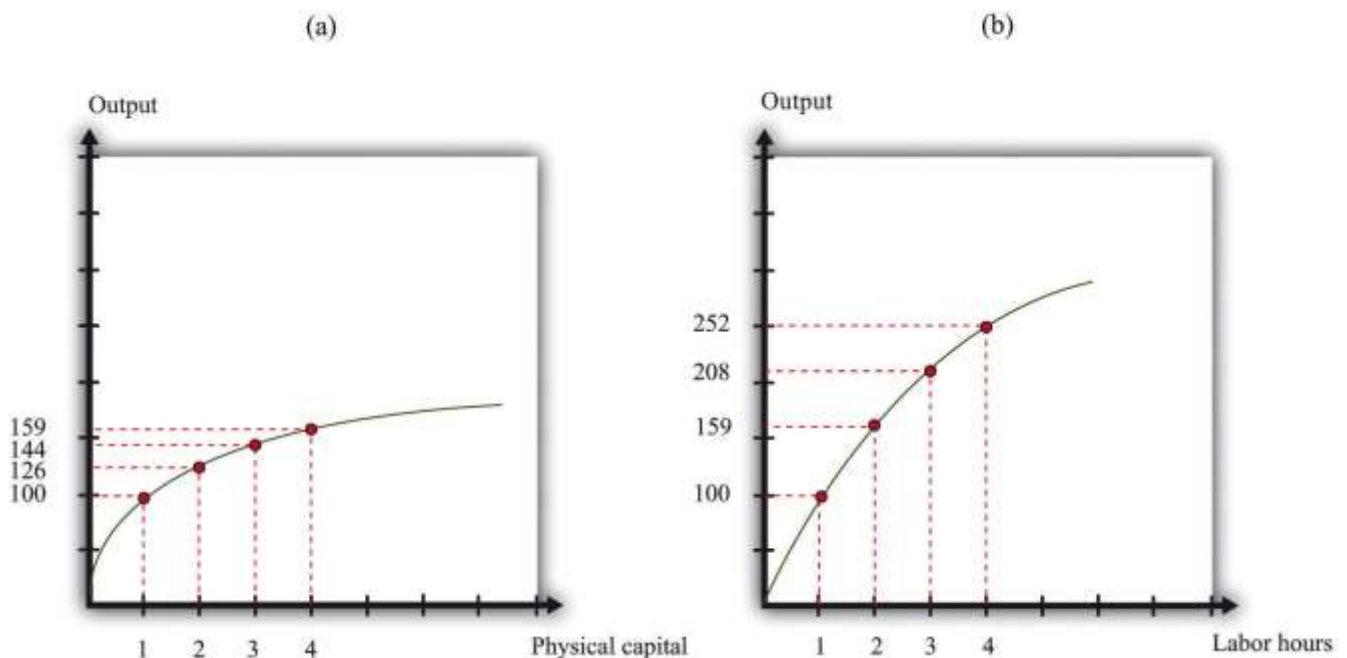 (a)
Output
159
144
126
100
1 2 3 4 Physical capital
(b)
Output
252
208
159
100
1 2 3 4 Labor hours